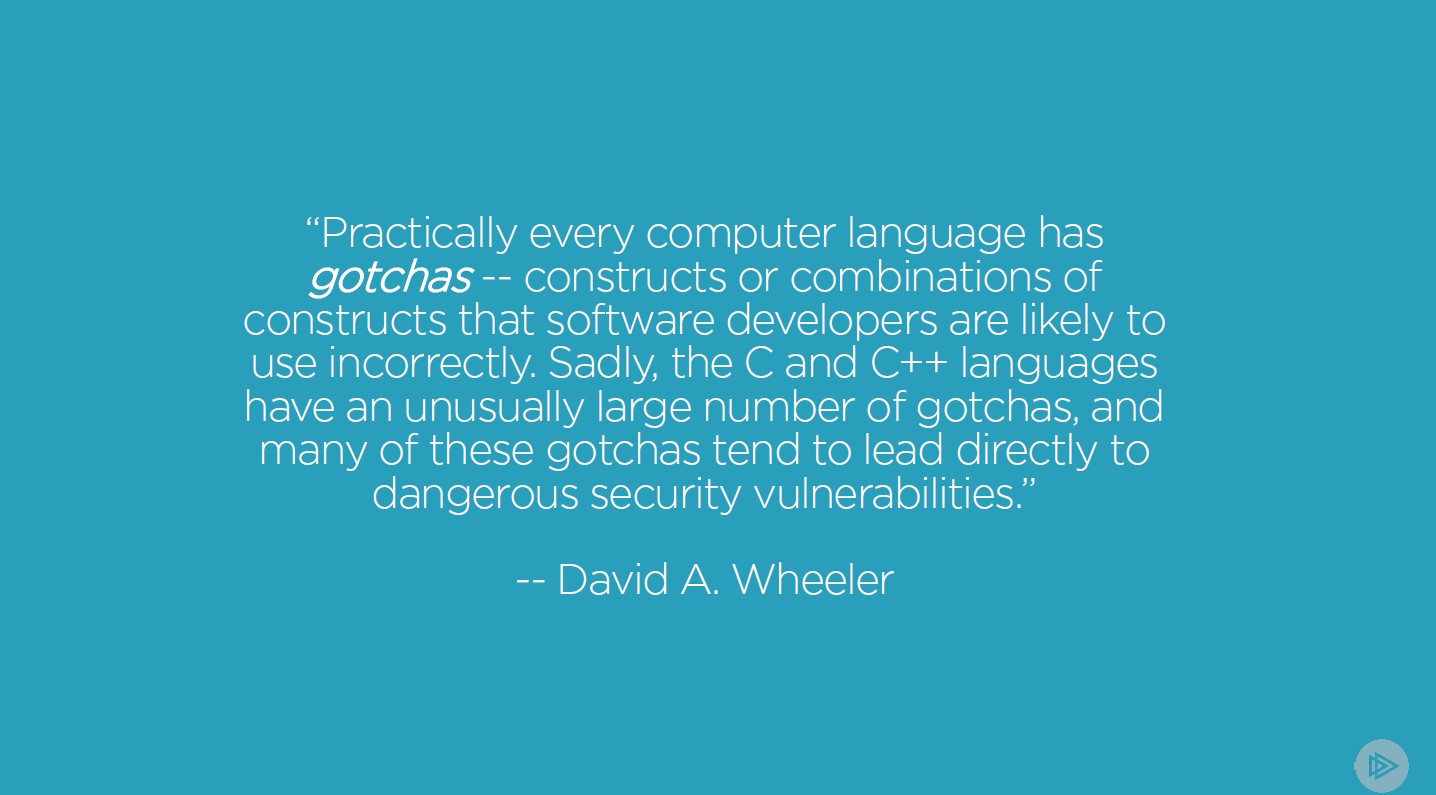 “Practically every computer language has
gotchas -- constructs or combinations of
constructs that software developers are likely to
use incorrectly. Sadly, the C and C++ languages
have an unusually large number of gotchas, and
many of these gotchas tend to lead directly to
dangerous security vulnerabilities.”
-- David A. Wheeler